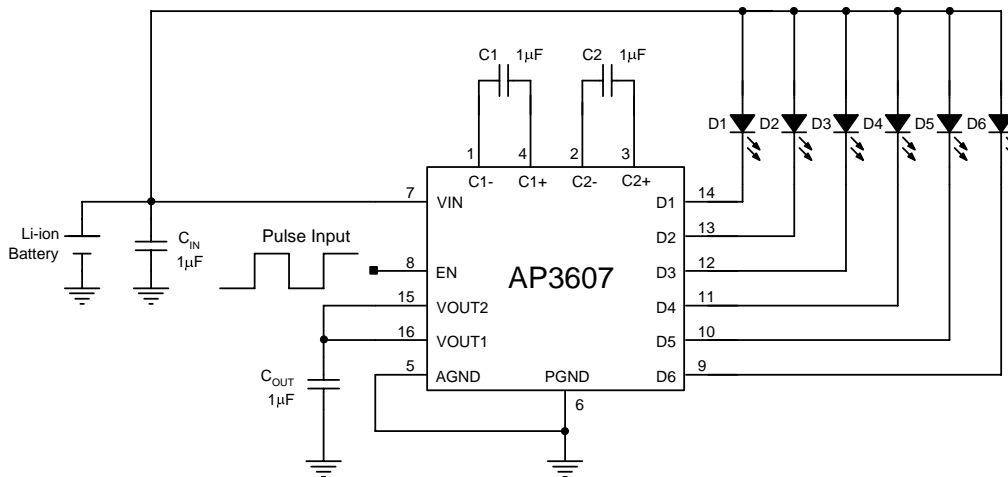 C1
1µF
C2
1µF
D1
D2
D3
D4
D5
D6
1
4
2
3
C1-
C1+
C2-
C2+
7
VIN
D1
14
Li-ion
Battery
CIN
1µF
Pulse Input
D2
13
8
EN
AP3607
D3
12
15
VOUT2
D4
11
16
VOUT1
D5
10
COUT
1µF
5
AGND
PGND
D6
9
6